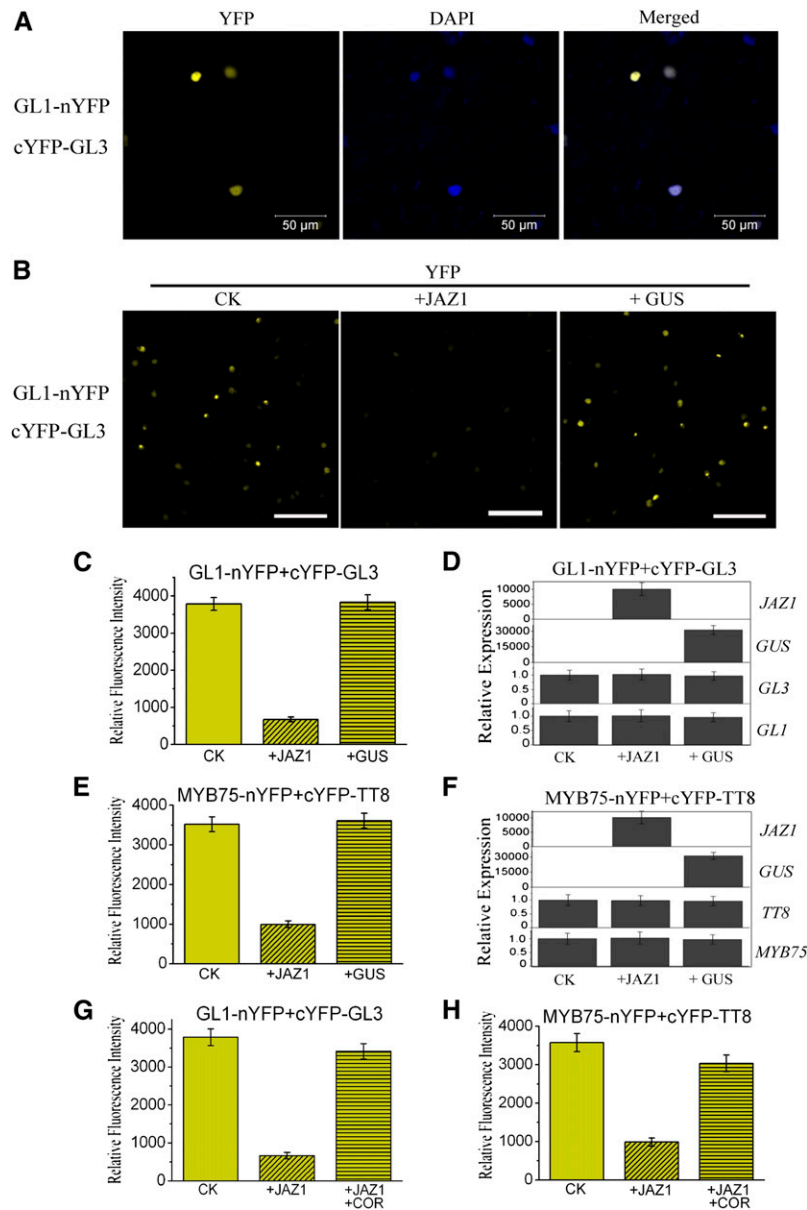 A
YFP DAPI Merged
GL1-nYFP
cYFP-GL3
50 µm 50 µm 50 µm
B
YFP
CK +JAZ1 + GUS
GL1-nYFP
cYFP-GL3
C
GL1-nYFP+cYFP-GL3
Relative Fluorescence Intensity
4000
3000
2000
1000
0
CK +JAZ1 +GUS
D
GL1-nYFP+cYFP-GL3
Relative Expression
10000
5000
0
JAZ1
30000
15000
0
GUS
1.0
0.5
0
GL3
1.0
0.5
0
GL1
CK +JAZ1 + GUS
E
MYB75-nYFP+cYFP-TT8
Relative Fluorescence Intensity
4000
3000
2000
1000
0
CK +JAZ1 +GUS
F
MYB75-nYFP+cYFP-TT8
Relative Expression
10000
5000
0
JAZ1
30000
15000
0
GUS
1.0
0.5
0
TT8
1.0
0.5
0
MYB75
CK +JAZ1 + GUS
G
GL1-nYFP+cYFP-GL3
Relative Fluorescence Intensity
4000
3000
2000
1000
0
CK +JAZ1 +JAZ1
+COR
H
MYB75-nYFP+cYFP-TT8
Relative Fluorescence Intensity
4000
3000
2000
1000
0
CK +JAZ1 +JAZ1
+COR